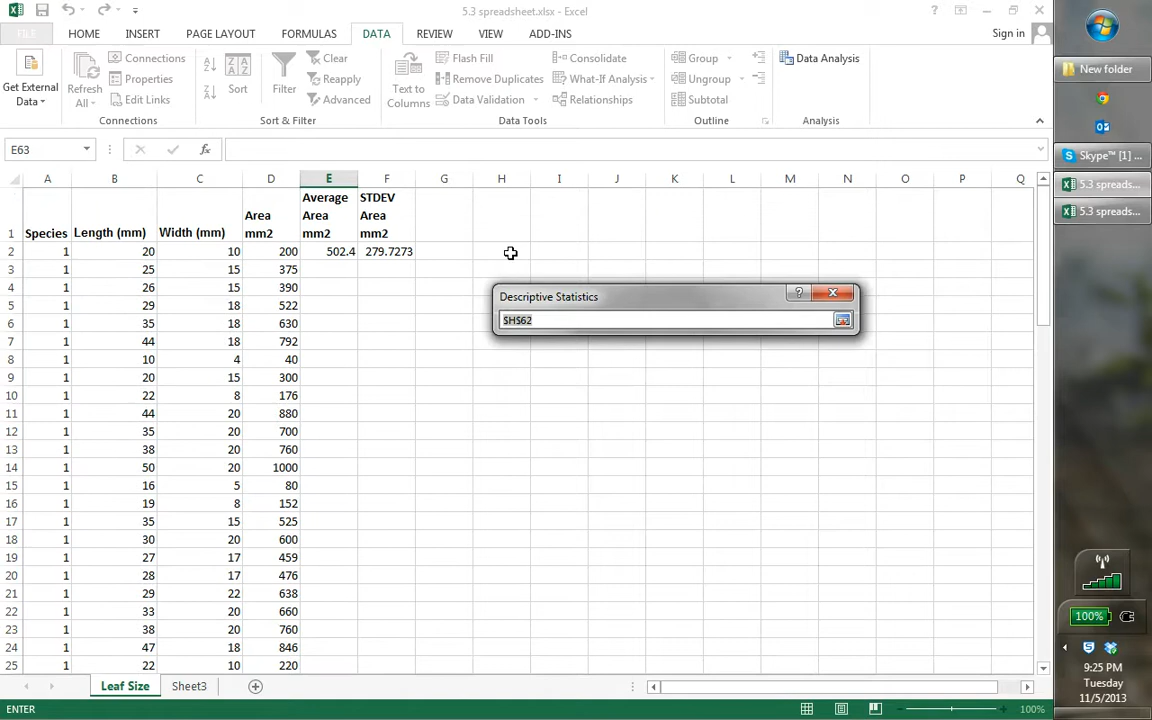 5.3 spreadsheet.xlsx - Excel
FILE HOME INSERT PAGE LAYOUT FORMULAS DATA REVIEW VIEW ADD-INS Sign in
Get External Data
Refresh All
Connections
Properties
Edit Links
Connections
Sort
Filter
Clear
Reapply
Advanced
Sort & Filter
Text to Columns
Flash Fill
Remove Duplicates
Data Validation
Consolidate
What-If Analysis
Relationships
Data Tools
Group
Ungroup
Subtotal
Outline
Data Analysis
Analysis
E63
A B C D E F G H I J K L M N O P Q
1 Species Length (mm) Width (mm) Area mm2 Average Area mm2 STDEV Area mm2
2 1 20 10 200 502.4 279.7273
3 1 25 15 375
4 1 26 15 390
5 1 29 18 522
6 1 35 18 630
7 1 44 18 792
8 1 10 4 40
9 1 20 15 300
10 1 22 8 176
11 1 44 20 880
12 1 35 20 700
13 1 38 20 760
14 1 50 20 1000
15 1 16 5 80
16 1 19 8 152
17 1 35 15 525
18 1 30 20 600
19 1 27 17 459
20 1 28 17 476
21 1 29 22 638
22 1 33 20 660
23 1 38 20 760
24 1 47 18 846
25 1 22 10 220
Descriptive Statistics
$H$62
Leaf Size Sheet3
ENTER
100%
New folder
Skype™ [1] ...
5.3 spreads...
5.3 spreads...
100%
9:25 PM
Tuesday
11/5/2013